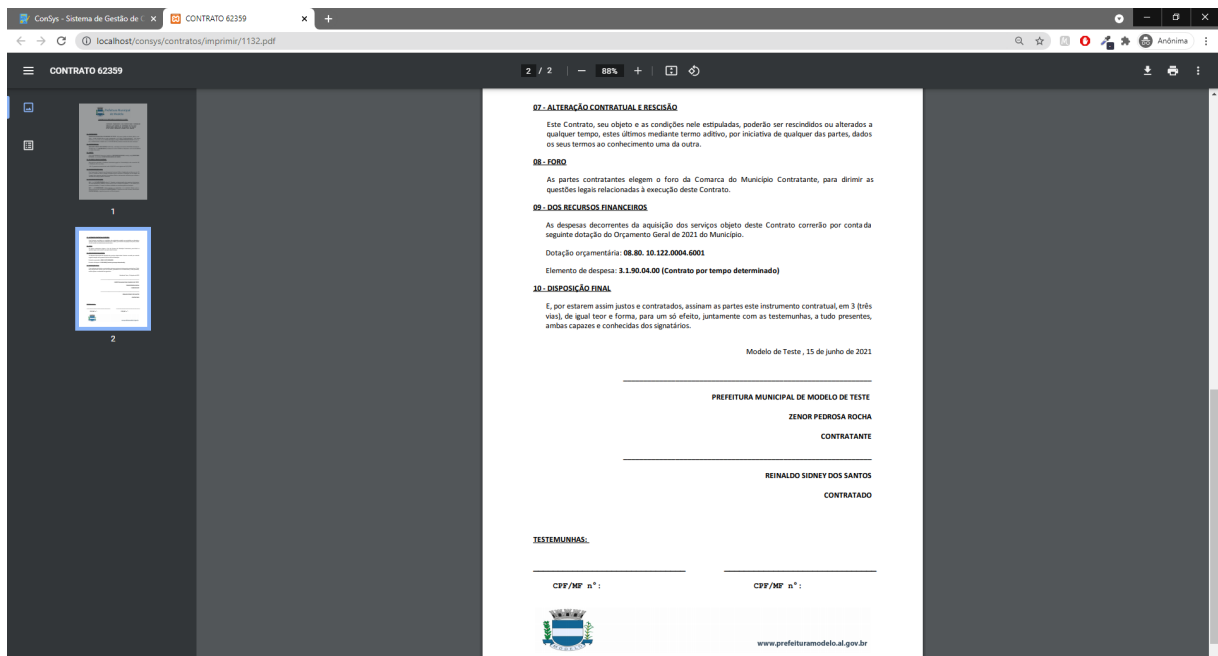 ConSys - Sistema de Gestão de C
CONTRATO 62359
localhost/consys/contratos/imprimir/1132.pdf
Anônima
CONTRATO 62359
2 / 2
88%
1
2
07 - ALTERAÇÃO CONTRATUAL E RESCISÃO
Este Contrato, seu objeto e as condições nele estipuladas, poderão ser rescindidos ou alterados a
qualquer tempo, estes últimos mediante termo aditivo, por iniciativa de qualquer das partes, dados
os seus termos ao conhecimento uma da outra.
08 - FORO
As partes contratantes elegem o foro da Comarca do Município Contratante, para dirimir as
questões legais relacionadas à execução deste Contrato.
09 - DOS RECURSOS FINANCEIROS
As despesas decorrentes da aquisição dos serviços objeto deste Contrato correrão por conta da
seguinte dotação do Orçamento Geral de 2021 do Município.
Dotação orçamentária: 08.80. 10.122.0004.6001
Elemento de despesa: 3.1.90.04.00 (Contrato por tempo determinado)
10 - DISPOSIÇÃO FINAL
E, por estarem assim justos e contratados, assinam as partes este instrumento contratual, em 3 (três
vias), de igual teor e forma, para um só efeito, juntamente com as testemunhas, a tudo presentes,
ambas capazes e conhecidas dos signatários.
Modelo de Teste , 15 de junho de 2021
PREFEITURA MUNICIPAL DE MODELO DE TESTE
ZENOR PEDROSA ROCHA
CONTRATANTE
REINALDO SIDNEY DOS SANTOS
CONTRATADO
TESTEMUNHAS:
CPF/MF nº: CPF/MF nº:
MODELO
www.prefeituramodelo.al.gov.br